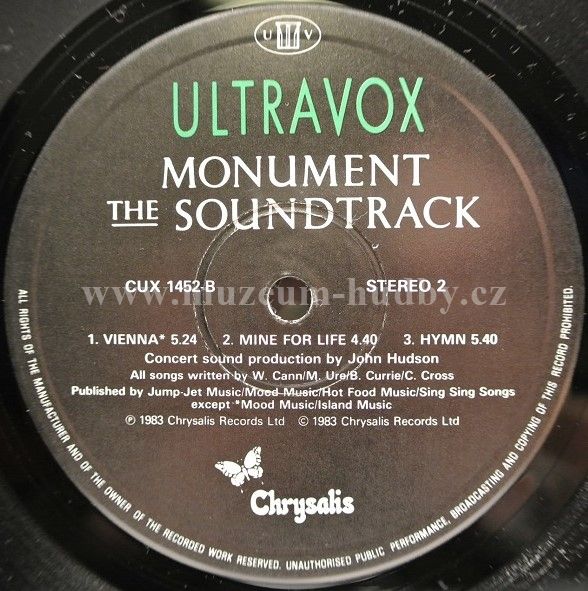 U V
ULTRAVOX
MONUMENT
THE SOUNDTRACK
CUX 1452-B STEREO 2
www.muzeum-hudby.cz
1. VIENNA* 5.24 2. MINE FOR LIFE 4.40 3. HYMN 5.40
Concert sound production by John Hudson
All songs written by W. Cann/M. Ure/B. Currie/C. Cross
Published by Jump-Jet Music/Mood Music/Hot Food Music/Sing Sing Songs
except *Mood Music/Island Music
℗ 1983 Chrysalis Records Ltd © 1983 Chrysalis Records Ltd
Chrysalis
ALL RIGHTS OF THE MANUFACTURER AND OF THE OWNER OF THE RECORDED WORK RESERVED. UNAUTHORISED PUBLIC PERFORMANCE, BROADCASTING AND COPYING OF THIS RECORD PROHIBITED.